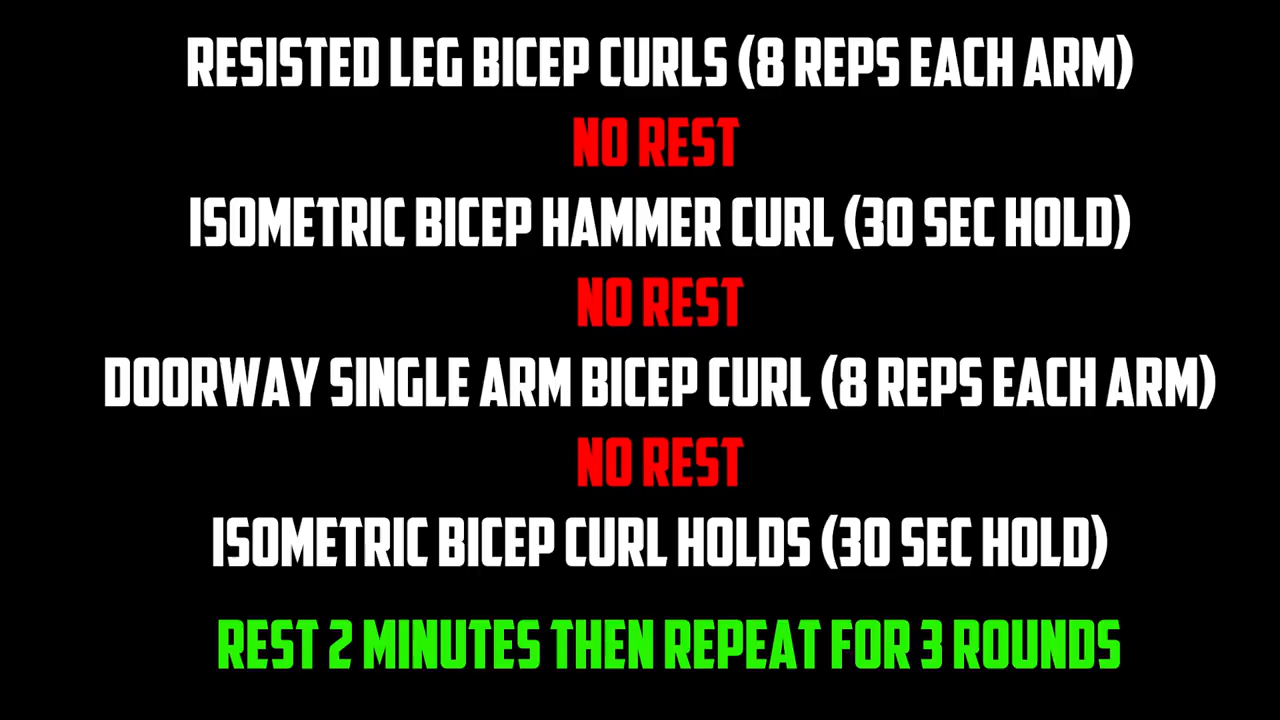 RESISTED LEG BICEP CURLS (8 REPS EACH ARM)
NO REST
ISOMETRIC BICEP HAMMER CURL (30 SEC HOLD)
NO REST
DOORWAY SINGLE ARM BICEP CURL (8 REPS EACH ARM)
NO REST
ISOMETRIC BICEP CURL HOLDS (30 SEC HOLD)
REST 2 MINUTES THEN REPEAT FOR 3 ROUNDS